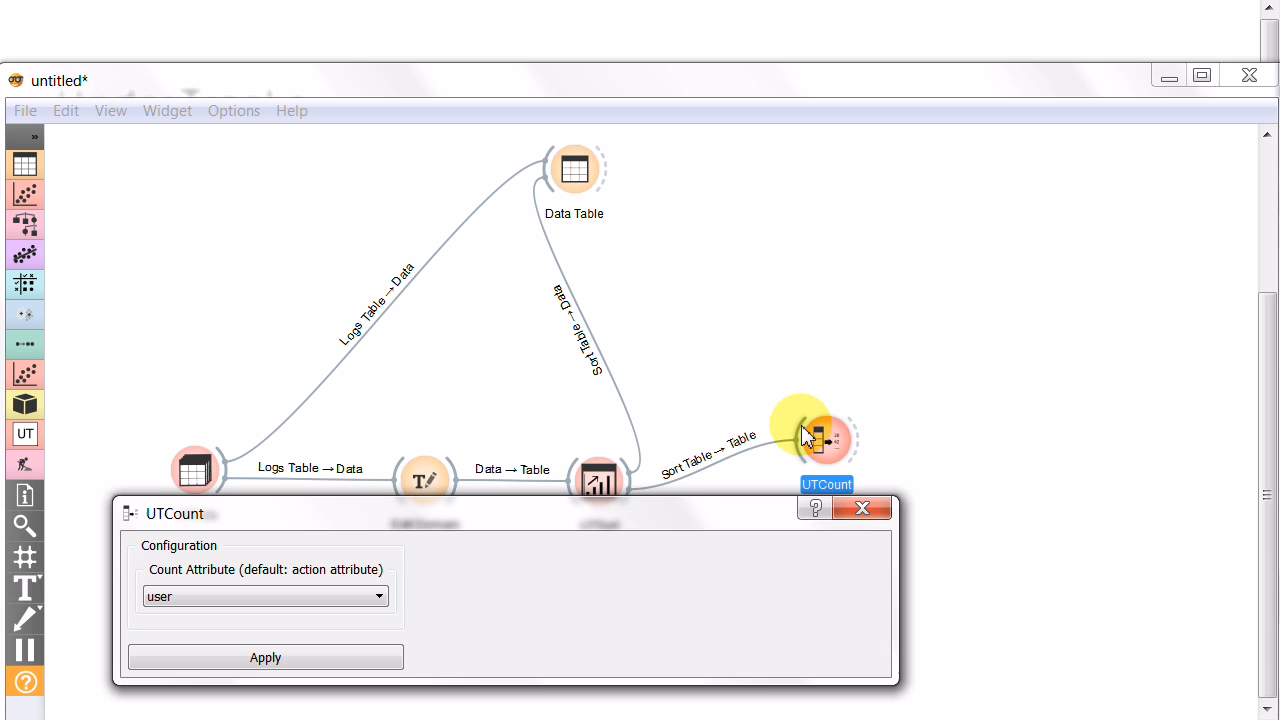 untitled*
File Edit View Widget Options Help
»
Data Table
Logs Table → Data
Sort Table → Data
Logs Table → Data
Data → Table
Sort Table → Table
UTCount
UT
T
UTCount
?
Configuration
Count Attribute (default: action attribute)
user
Apply